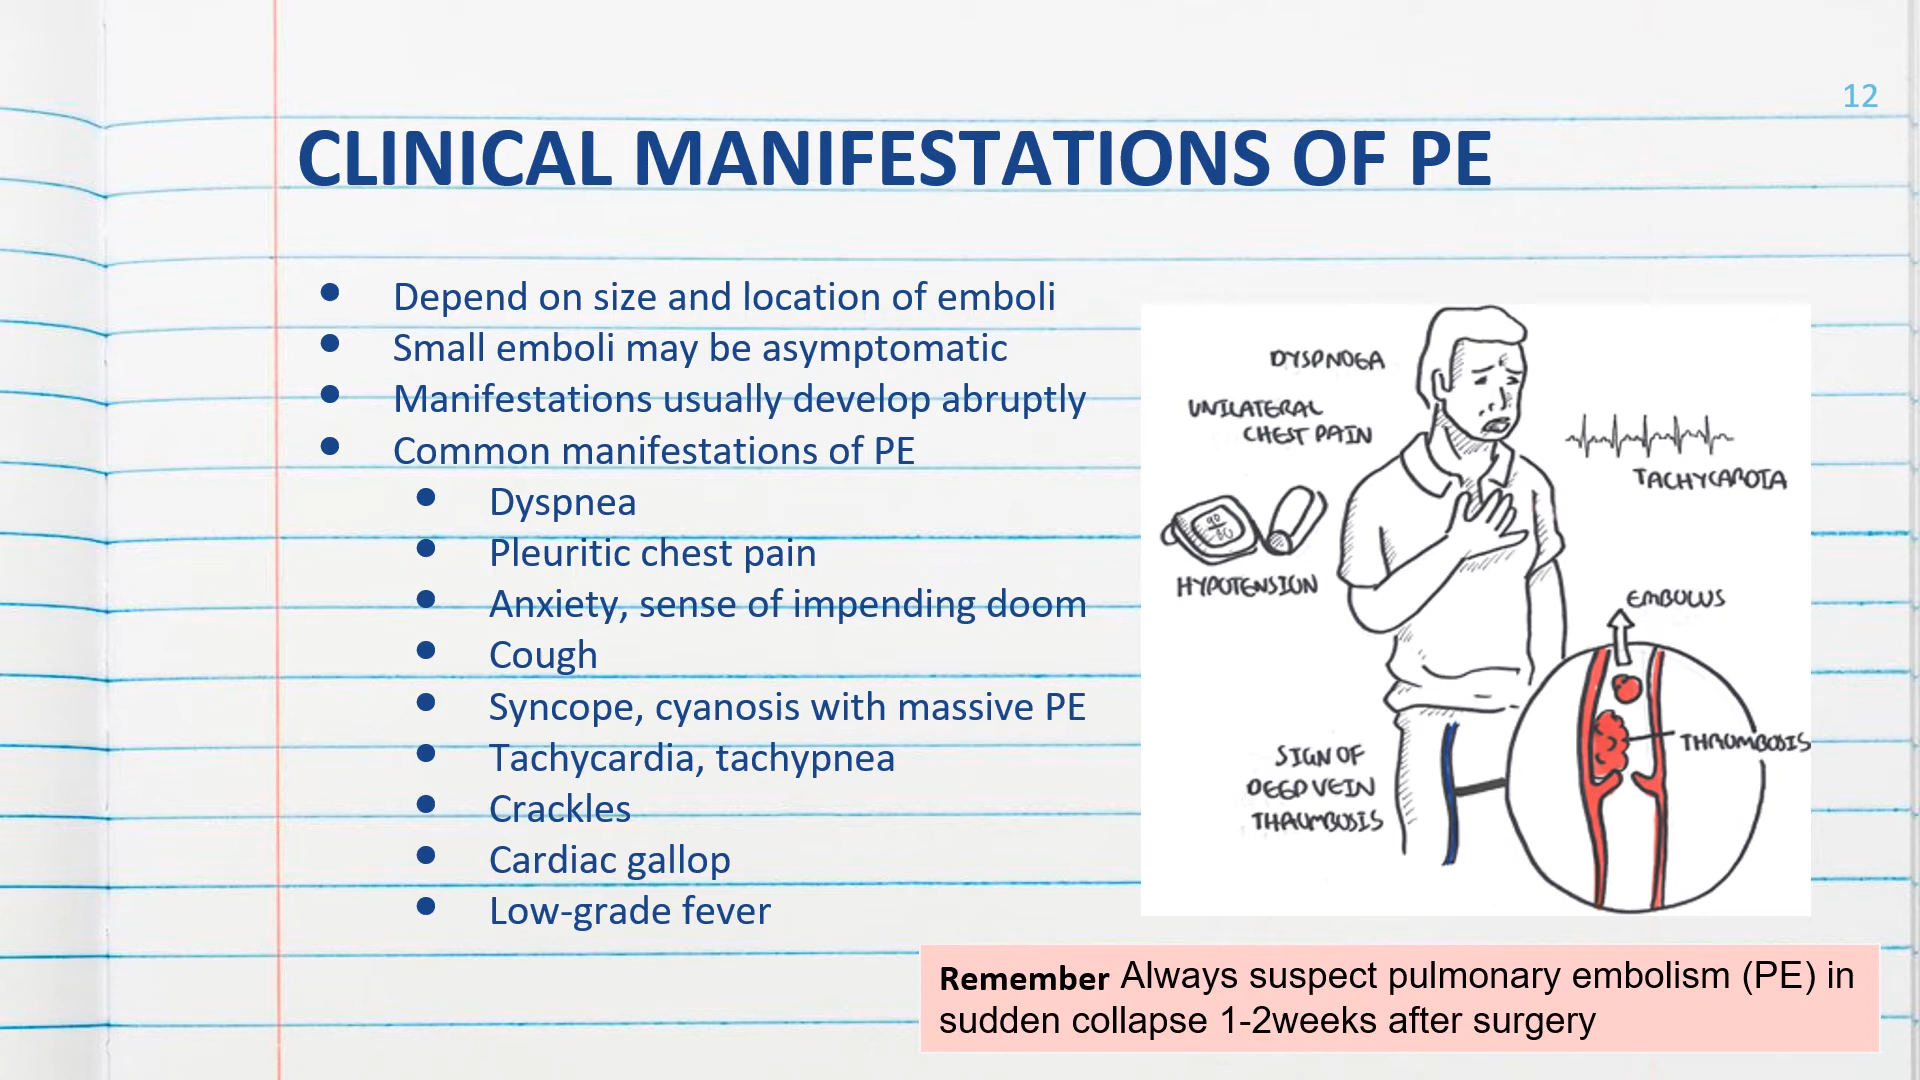 12
CLINICAL MANIFESTATIONS OF PE
Depend on size and location of emboli
Small emboli may be asymptomatic
Manifestations usually develop abruptly
Common manifestations of PE
Dyspnea
Pleuritic chest pain
Anxiety, sense of impending doom
Cough
Syncope, cyanosis with massive PE
Tachycardia, tachypnea
Crackles
Cardiac gallop
Low-grade fever
DYSPNOEA
UNILATERAL
CHEST PAIN
TACHYCARDIA
90
60
HYPOTENSION
EMBOLUS
THROMBOSIS
SIGN OF
DEEP VEIN
THROMBOSIS
Remember Always suspect pulmonary embolism (PE) in
sudden collapse 1-2weeks after surgery